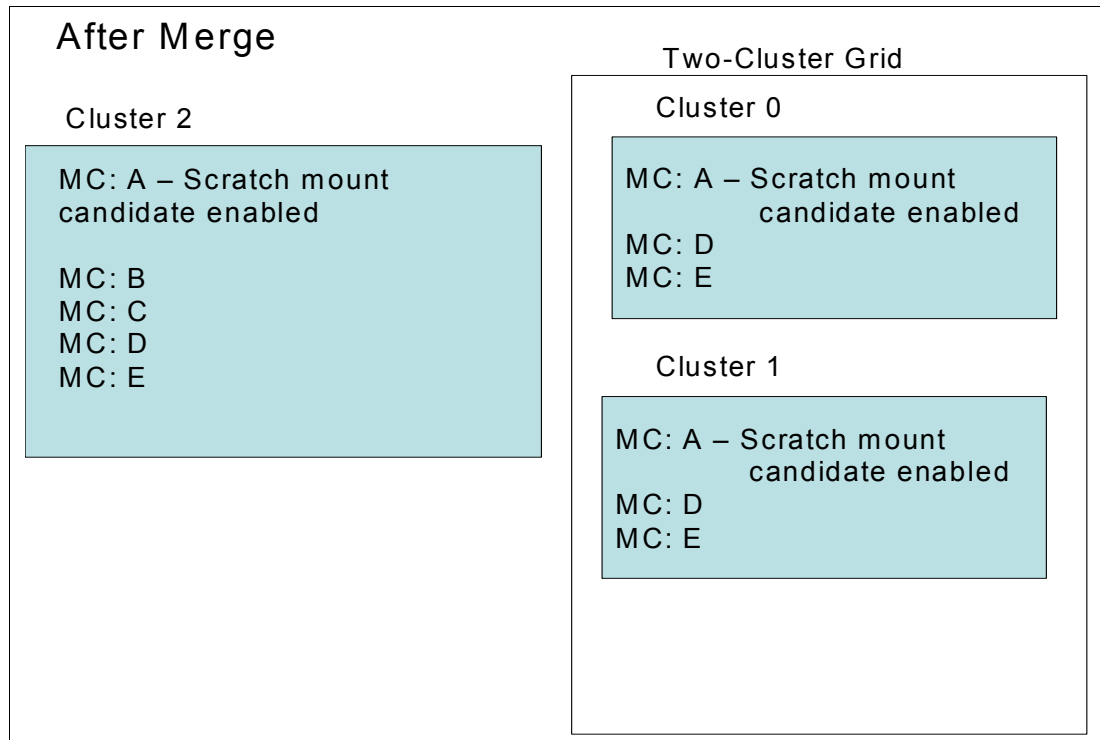 After Merge
Cluster 2
MC: A – Scratch mount
candidate enabled
MC: B
MC: C
MC: D
MC: E
Two-Cluster Grid
Cluster 0
MC: A – Scratch mount
candidate enabled
MC: D
MC: E
Cluster 1
MC: A – Scratch mount
candidate enabled
MC: D
MC: E